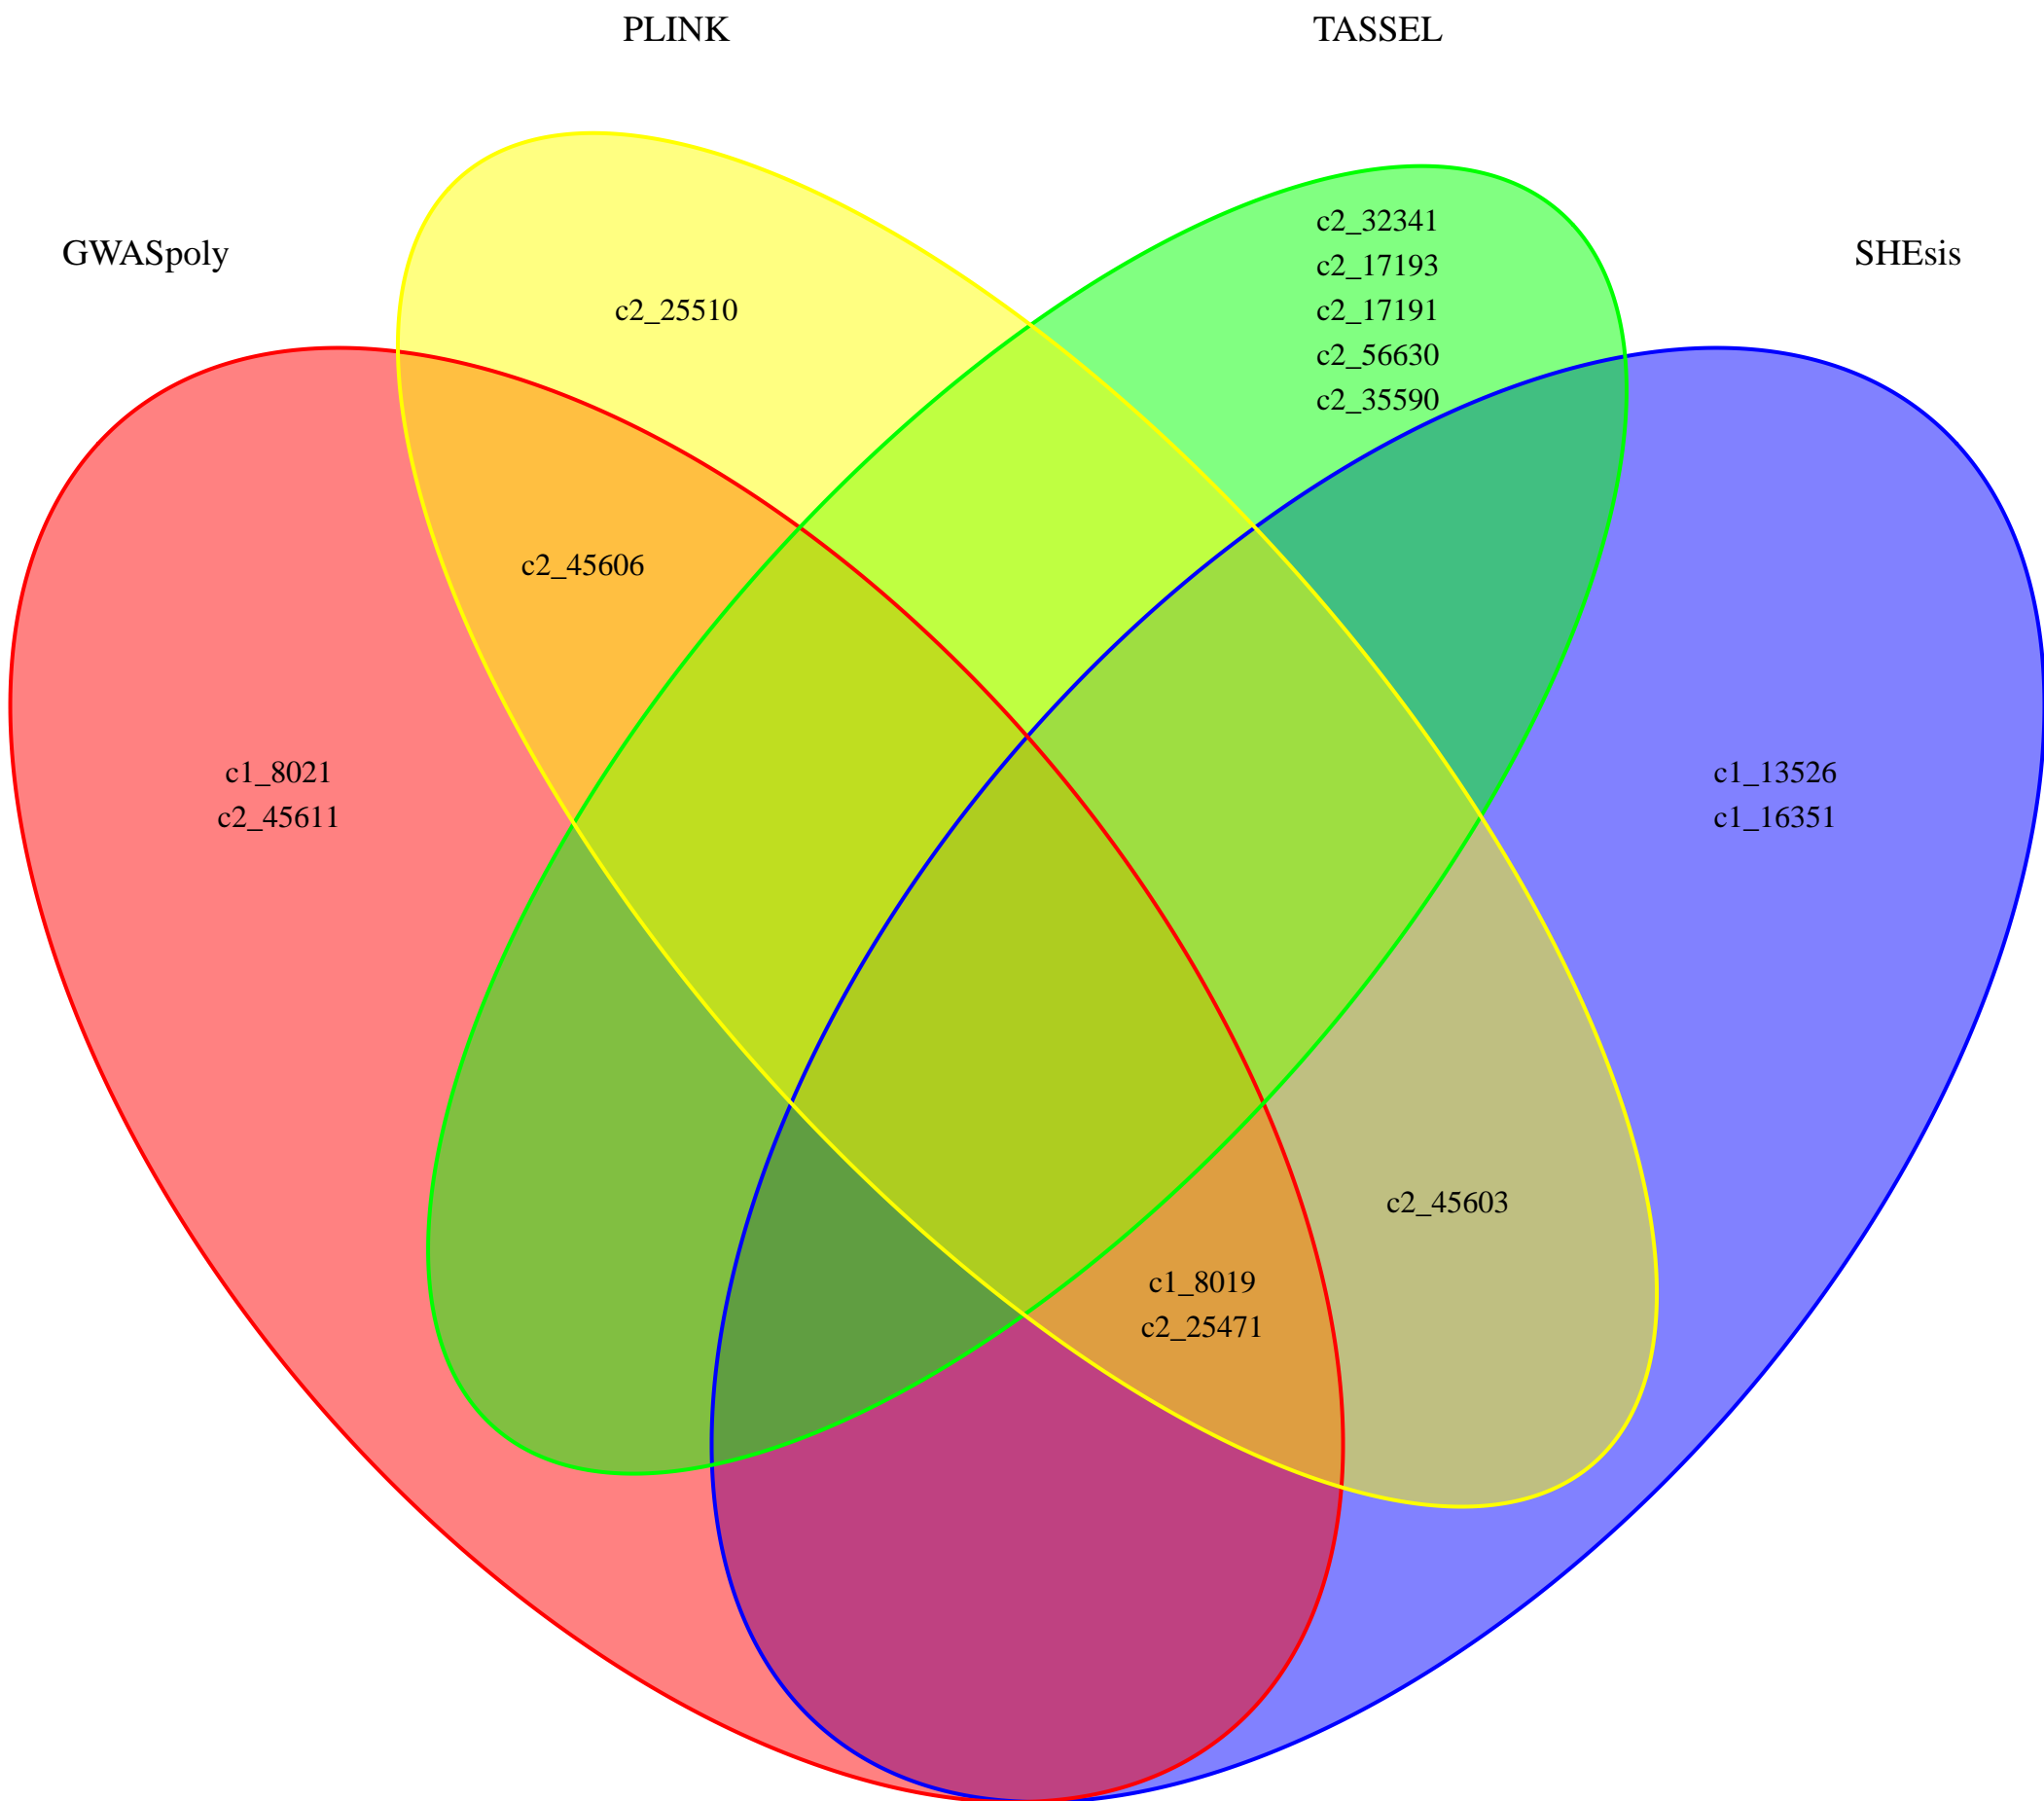 PLINK
TASSEL
GWASpoly
SHEsis
c2_32341
c2_17193
c2_17191
c2_56630
c2_35590
c2_25510
c2_45606
c1_8021
c2_45611
c1_13526
c1_16351
c2_45603
c1_8019
c2_25471